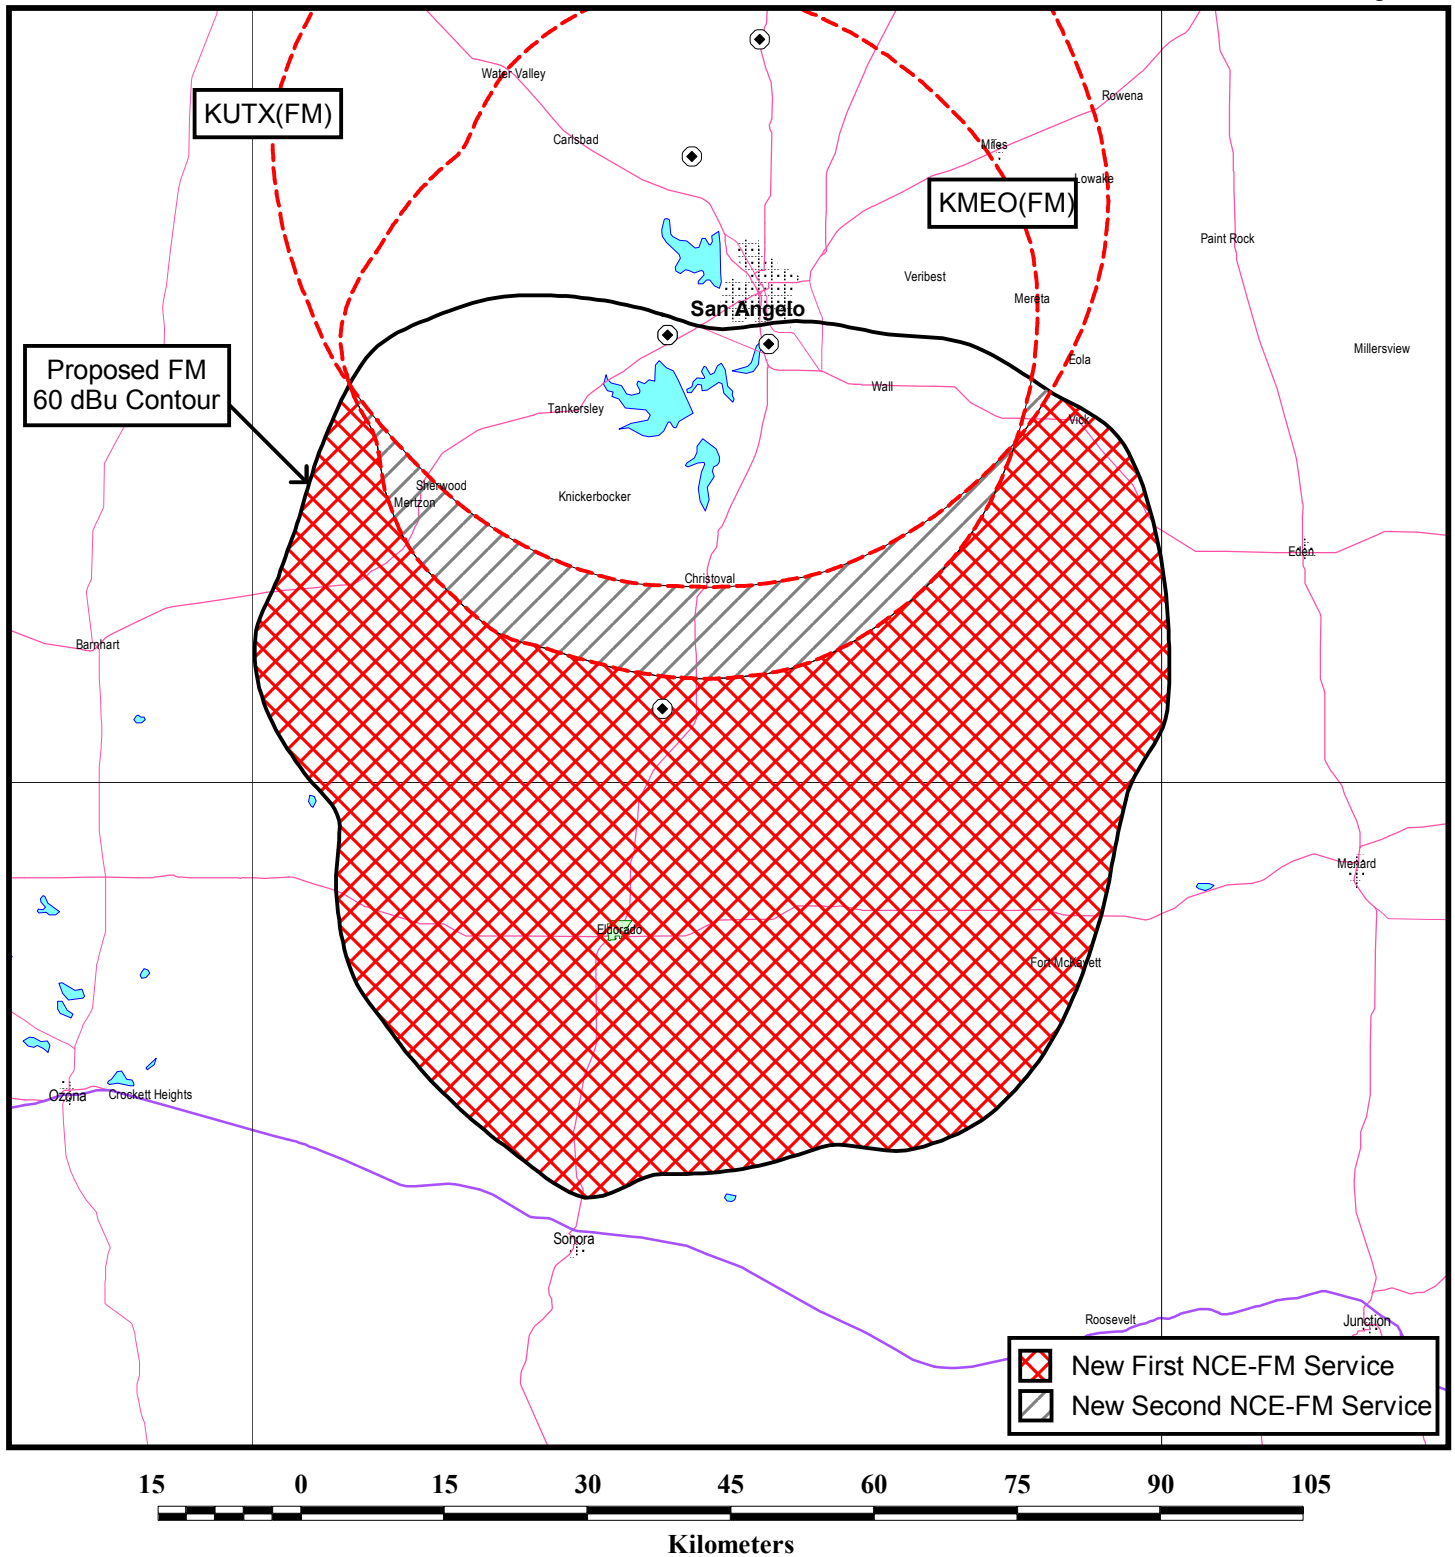 Water Valley
Rowena
KUTX(FM)
Carlsbad
Miles
Lowake
KMEO(FM)
Paint Rock
Veribest
Mereta
San Angelo
Millersview
Eola
Proposed FM
60 dBu Contour
Wall
Tankersley
Vick
Sherwood
Mertzon
Knickerbocker
Eden
Christoval
Barnhart
Menard
Eldorado
Fort McKavett
Ozona
Crockett Heights
Sonora
Roosevelt
Junction
New First NCE-FM Service
New Second NCE-FM Service
15 0 15 30 45 60 75 90 105
Kilometers